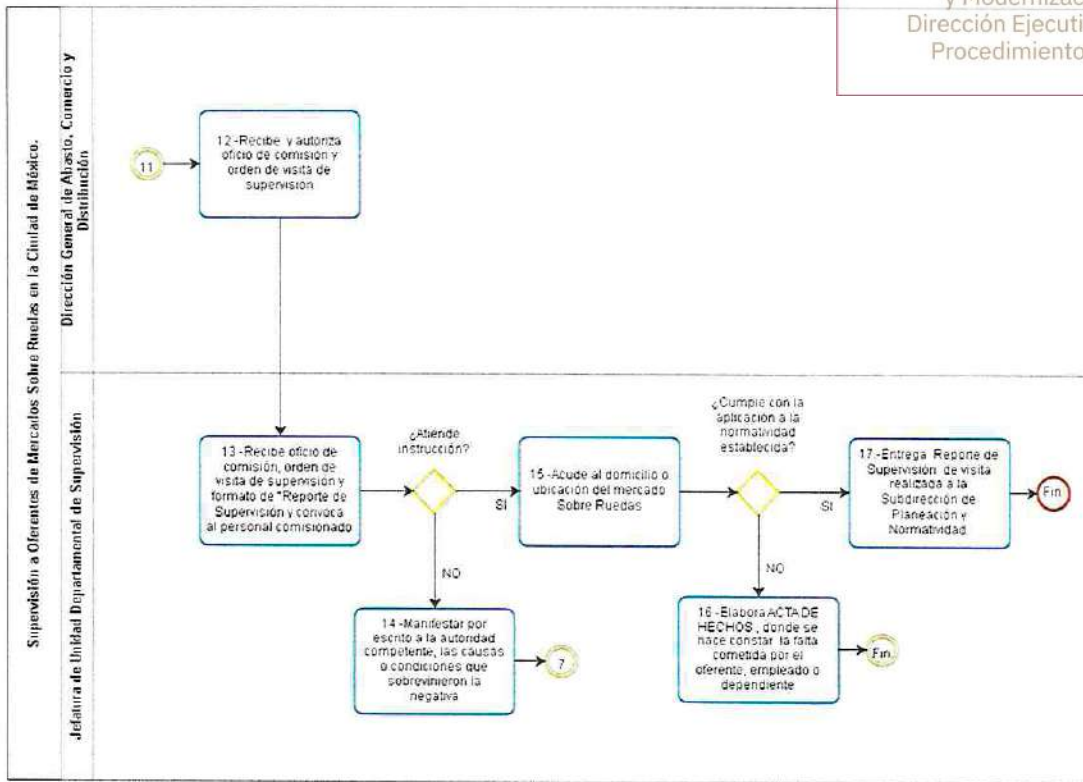 y Moderniza
Dirección Ejecuti
Procedimiento
Supervisión a Oferentes de Mercados Sobre Ruedas en la Ciudad de México.
Dirección General de Abasto, Comercio y
Distribución
11
12-Recibe y autoriza
oficio de comisión y
orden de visita de
supervisión
Jefatura de Unidad Departamental de Supervisión
13-Recibe oficio de
comisión, orden de
visita de supervisión y
formato de "Reporte de
Supervisión y convoca
al personal comisionado
¿Atiende
instrucción?
SI
NO
14-Manifestar por
escrito a la autoridad
competente, las causas
o condiciones que
sobrevinieron la
negativa
7
15-Acude al domicilio o
ubicación del mercado
Sobre Ruedas
¿Cumple con la
aplicación a la
normatividad
establecida?
SI
NO
16-Elabora ACTA DE
HECHOS, donde se
hace constar la falta
cometida por el
oferente, empleado o
dependiente
Fin
17-Entrega Reporte de
Supervisión de visita
realizada a la
Subdirección de
Planeación y
Normatividad
Fin